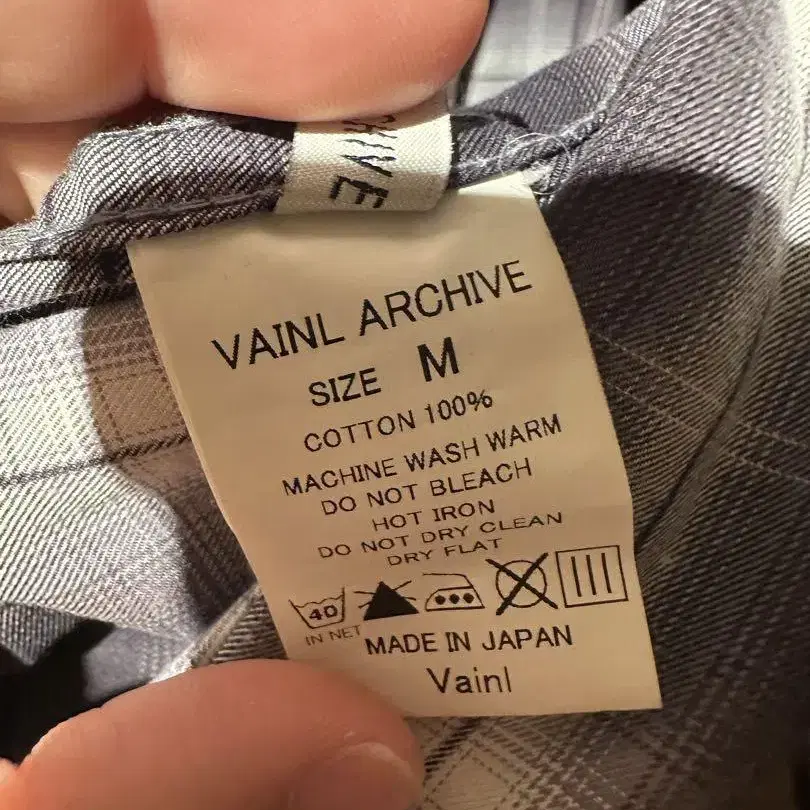 VAINL ARCHIVE
SIZE M
COTTON 100%
MACHINE WASH WARM
DO NOT BLEACH
HOT IRON
DO NOT DRY CLEAN
DRY FLAT
40
IN NET
MADE IN JAPAN
Vainl